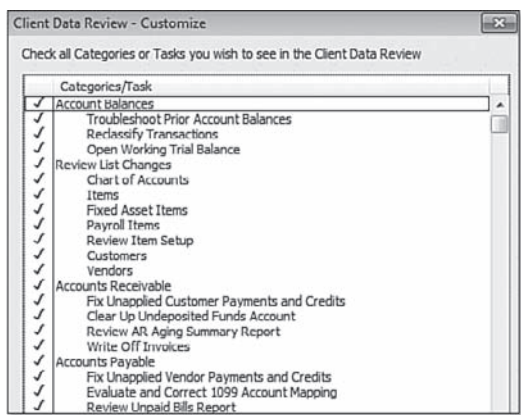 Client Data Review - Customize
Check all Categories or Tasks you wish to see in the Client Data Review
Categories/Task
Account Balances
Troubleshoot Prior Account Balances
Reclassify Transactions
Open Working Trial Balance
Review List Changes
Chart of Accounts
Items
Fixed Asset Items
Payroll Items
Review Item Setup
Customers
Vendors
Accounts Receivable
Fix Unapplied Customer Payments and Credits
Clear Up Undeposited Funds Account
Review AR Aging Summary Report
Write Off Invoices
Accounts Payable
Fix Unapplied Vendor Payments and Credits
Evaluate and Correct 1099 Account Mapping
Review Unpaid Bills Report